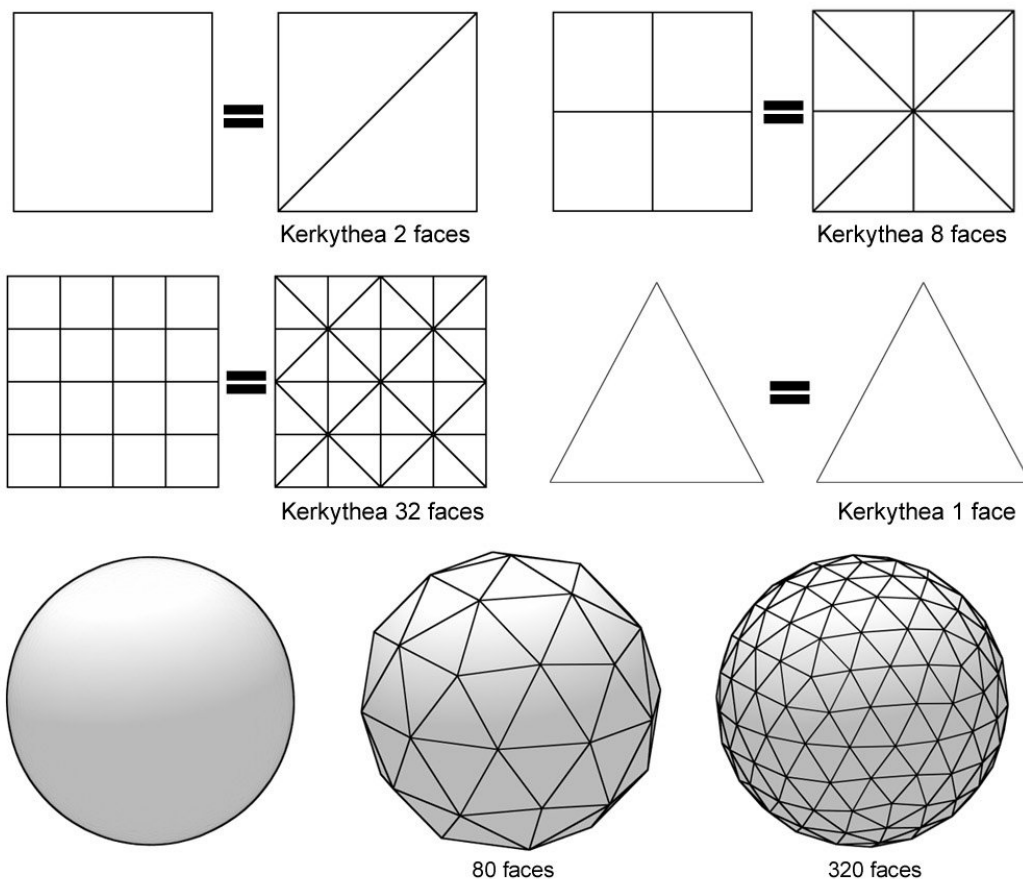 Kerkythea 2 faces
Kerkythea 8 faces
Kerkythea 32 faces
Kerkythea 1 face
80 faces
320 faces